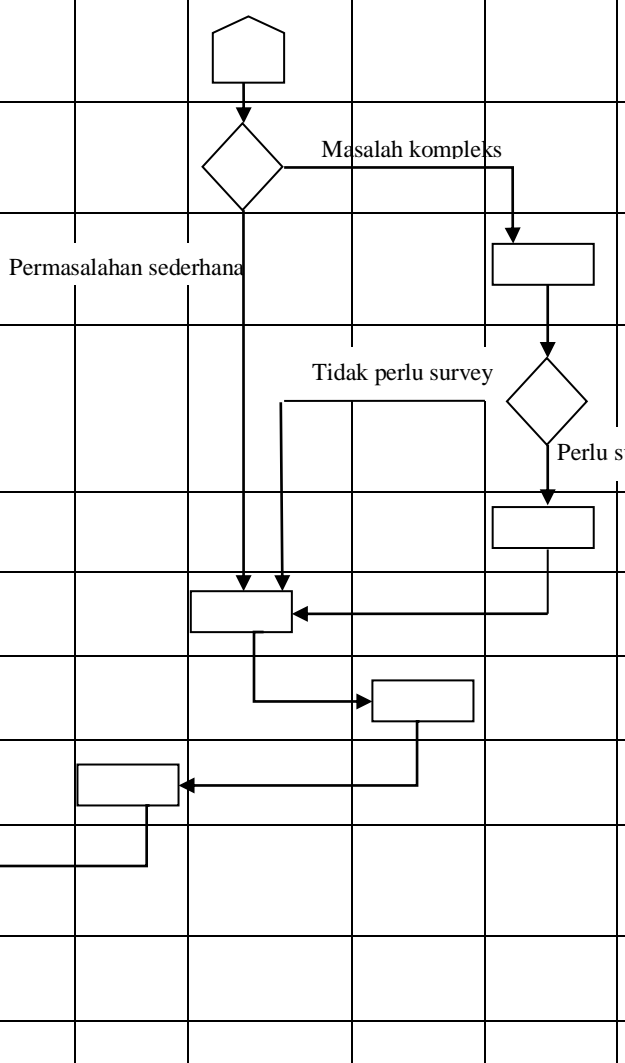 Masalah kompleks
Permasalahan sederhana
Tidak perlu survey
Perlu